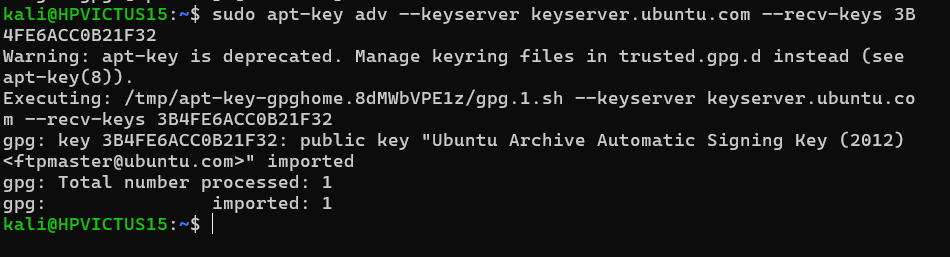 kali@HPVICTUS15:~$ sudo apt-key adv --keyserver keyserver.ubuntu.com --recv-keys 3B
4FE6ACC0B21F32
Warning: apt-key is deprecated. Manage keyring files in trusted.gpg.d instead (see
apt-key(8)).
Executing: /tmp/apt-key-gpghome.8dMWbVPE1z/gpg.1.sh --keyserver keyserver.ubuntu.co
m --recv-keys 3B4FE6ACC0B21F32
gpg: key 3B4FE6ACC0B21F32: public key "Ubuntu Archive Automatic Signing Key (2012)
<ftpmaster@ubuntu.com>" imported
gpg: Total number processed: 1
gpg:               imported: 1
kali@HPVICTUS15:~$